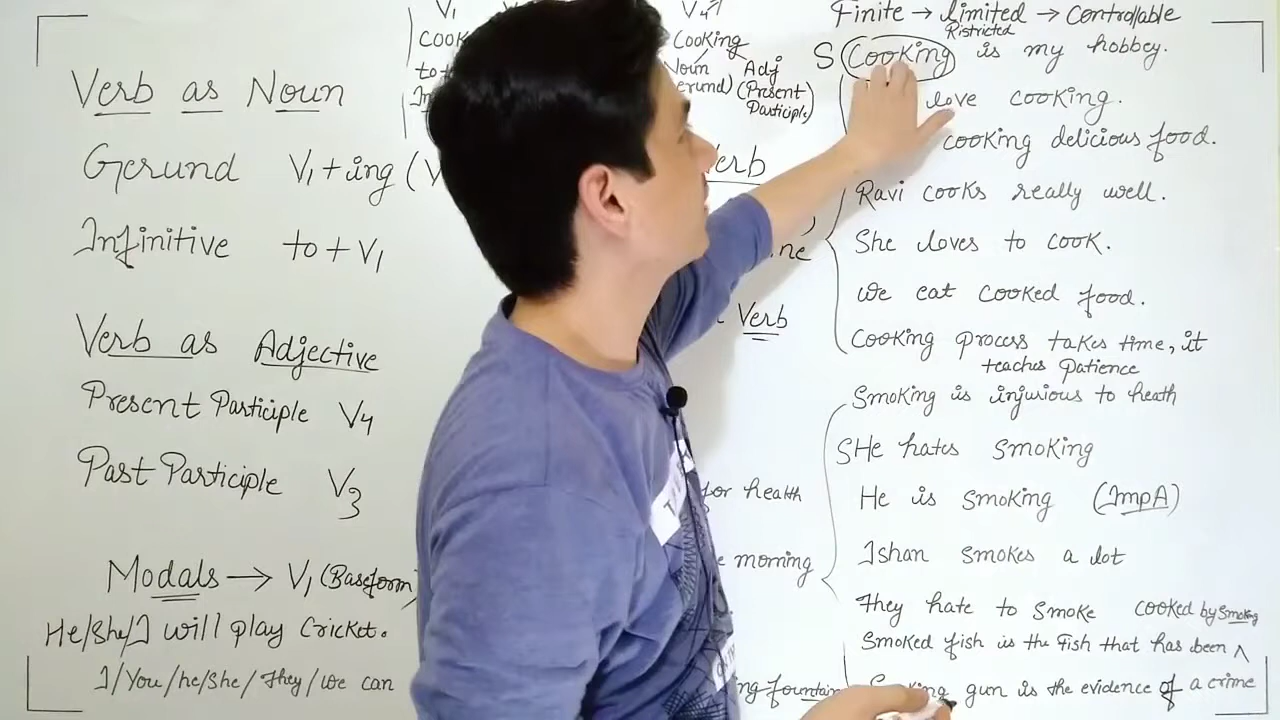 Verb as Noun
Gerund V1+ing (V
Infinitive to + V1
Verb as Adjective
Present Participle V4
Past Participle V3
Modals → V1 (Baseform)
He/She/I will play Cricket.
I/You/he/she/They/we can
V1
V4
Cook
Cooking
Noun Adj
(Present
Participle)
Verb
Verb
for health
morning
Finite → Limited → Controllable
Ristricted
S Cooking is my hobbey.
love cooking.
cooking delicious food.
Ravi cooks really well.
She loves to cook.
we eat cooked food.
Cooking process takes time, it
teaches Patience
Smoking is injurious to heath
SHe hates smoking
He is smoking (ImpA)
Ishan smokes a lot
They hate to smoke cooked by smoking
Smoked fish is the fish that has been ^
gun is the evidence of a crime
fountain